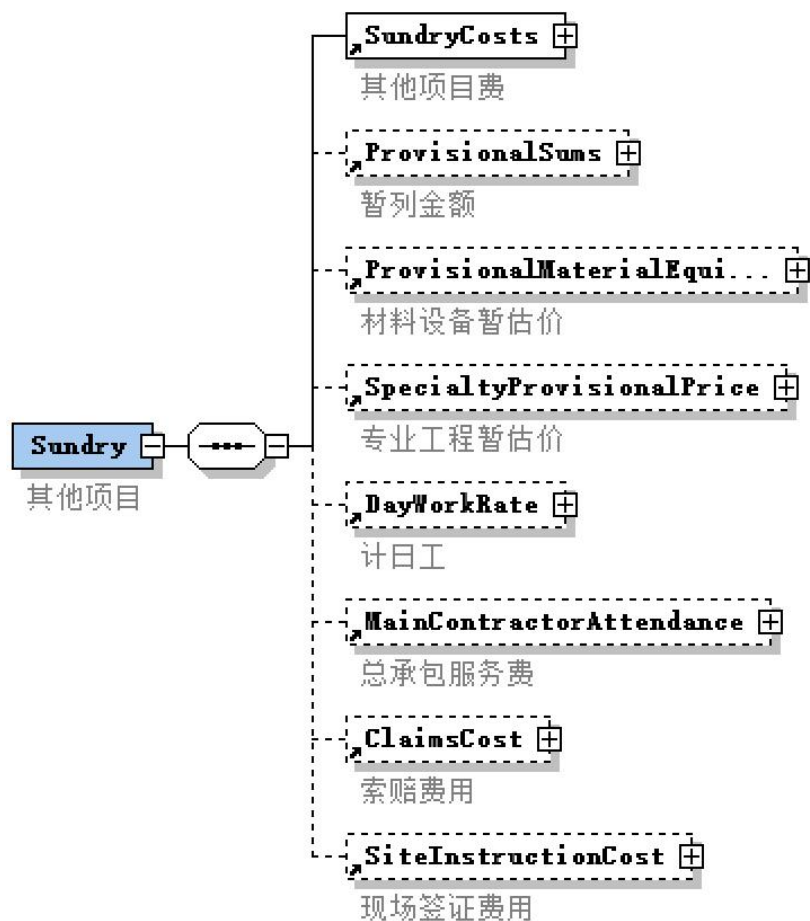 SundryCosts
其他项目费
ProvisionalSums
暂列金额
ProvisionalMaterialEqui...
材料设备暂估价
SpecialtyProvisionalPrice
专业工程暂估价
Sundry
其他项目
DayWorkRate
计日工
MainContractorAttendance
总承包服务费
ClaimsCost
索赔费用
SiteInstructionCost
现场签证费用